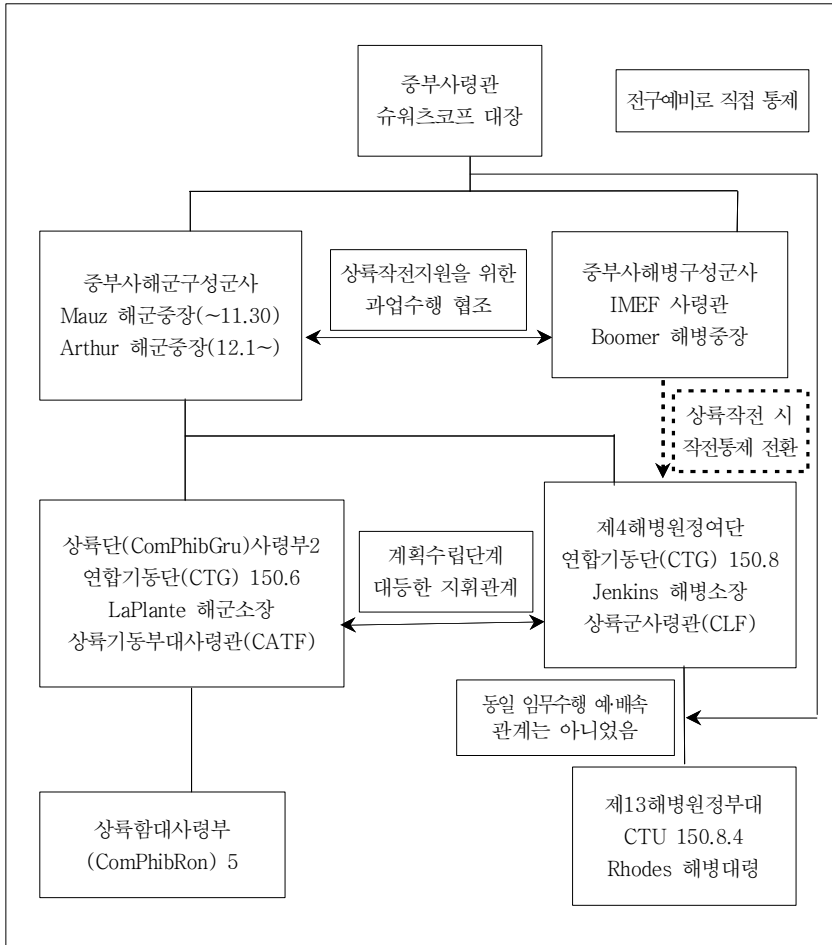 중부사령관
슈워츠코프 대장
전구예비로 직접 통제
중부사해군구성군사
Mauz 해군중장(~11.30)
Arthur 해군중장(12.1~)
상륙작전지원을 위한
과업수행 협조
중부사해병구성군사
IMEF 사령관
Boomer 해병중장
상륙작전 시
작전통제 전환
상륙단(ComPhibGru)사령부2
연합기동단(CTG) 150.6
LaPlante 해군소장
상륙기동부대사령관(CATF)
계획수립단계
대등한 지휘관계
제4해병원정여단
연합기동단(CTG) 150.8
Jenkins 해병소장
상륙군사령관(CLF)
동일 임무수행 예·배속
관계는 아니었음
상륙함대사령부
(ComPhibRon) 5
제13해병원정부대
CTU 150.8.4
Rhodes 해병대령